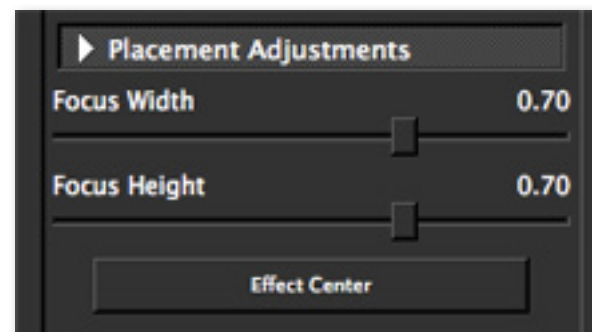 Placement Adjustments
Focus Width 0.70
Focus Height 0.70
Effect Center